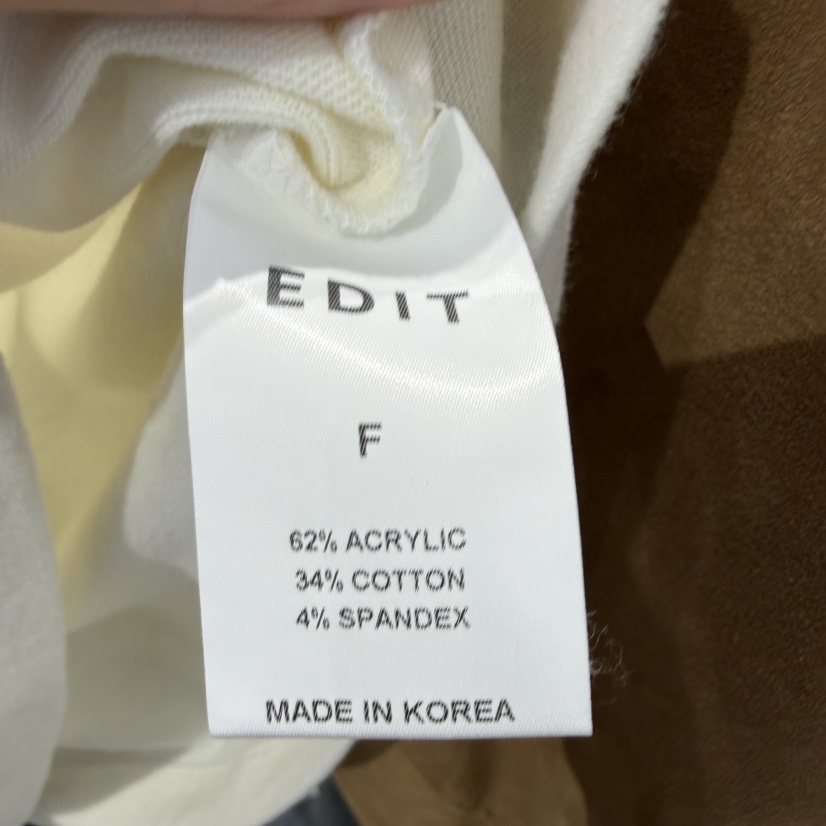 EDIT
F
62% ACRYLIC
34% COTTON
4% SPANDEX
MADE IN KOREA